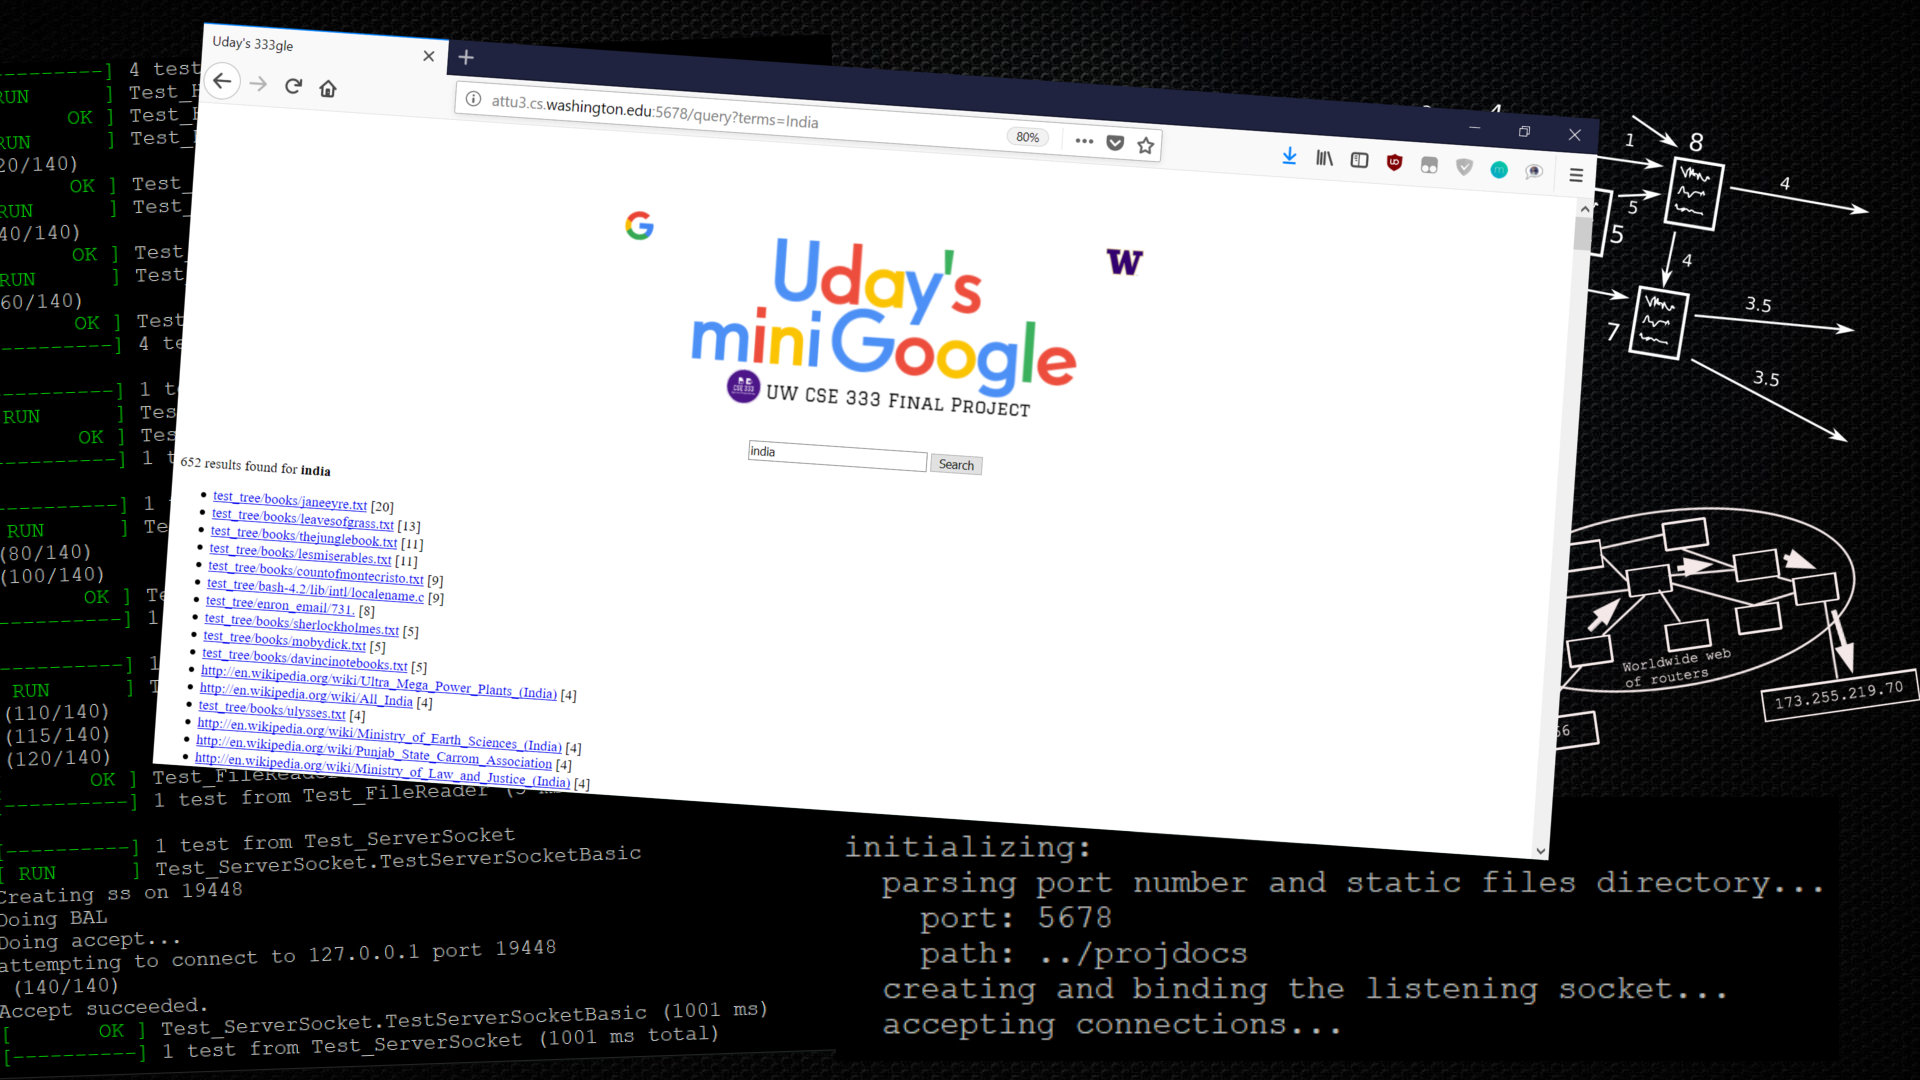 Uday's 333gle
attu3.cs.washington.edu:5678/query?terms=India
80%
G
W
Uday's
miniGoogle
CSE 333
UW CSE 333 Final Project
india
Search
652 results found for india
test_tree/books/janeeyre.txt [20]
test_tree/books/leavesofgrass.txt [13]
test_tree/books/thejunglebook.txt [11]
test_tree/books/lesmiserables.txt [11]
test_tree/books/countofmontecristo.txt [9]
test_tree/bash-4.2/lib/intl/localename.c [9]
test_tree/enron_email/731. [8]
test_tree/books/sherlockholmes.txt [5]
test_tree/books/mobydick.txt [5]
test_tree/books/davincinotebooks.txt [5]
http://en.wikipedia.org/wiki/Ultra_Mega_Power_Plants_(India) [4]
http://en.wikipedia.org/wiki/All_India [4]
test_tree/books/ulysses.txt [4]
http://en.wikipedia.org/wiki/Ministry_of_Earth_Sciences_(India) [4]
http://en.wikipedia.org/wiki/Punjab_State_Carrom_Association [4]
http://en.wikipedia.org/wiki/Ministry_of_Law_and_Justice_(India) [4]
----------] 4 test
RUN ] Test_
OK ] Test_
RUN ] Test_
20/140)
OK ] Test_
RUN ] Test_
40/140)
OK ] Test_
RUN ] Test
60/140)
OK ] Test
----------] 4 te
----------] 1 t
RUN ] Tes
OK ] Tes
----------] 1 t
----------] 1
RUN ] Te
(80/140)
(100/140)
OK ] Te
----------] 1
----------] 1
RUN ]
(110/140)
(115/140)
(120/140)
OK ] Test_FileReader
----------] 1 test from Test_FileReader
[----------] 1 test from Test_ServerSocket
[ RUN ] Test_ServerSocket.TestServerSocketBasic
Creating ss on 19448
Doing BAL
Doing accept...
attempting to connect to 127.0.0.1 port 19448
(140/140)
Accept succeeded.
[ OK ] Test_ServerSocket.TestServerSocketBasic (1001 ms)
[----------] 1 test from Test_ServerSocket (1001 ms total)
initializing:
parsing port number and static files directory...
port: 5678
path: ../projdocs
creating and binding the listening socket...
accepting connections...
1
8
4
5
5
4
7
3.5
3.5
Worldwide web
of routers
173.255.219.70